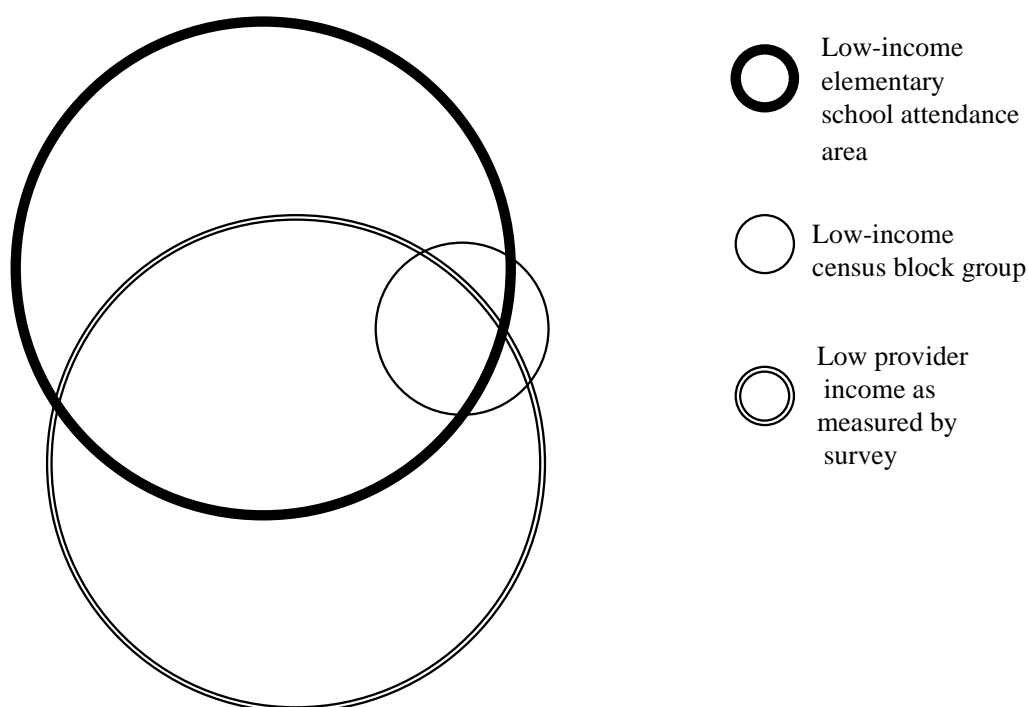 Low-income
elementary
school attendance
area
Low-income
census block group
Low provider
income as
measured by
survey